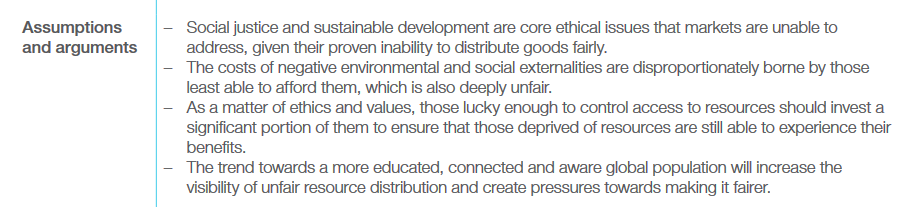 Assumptions
and arguments
– Social justice and sustainable development are core ethical issues that markets are unable to
address, given their proven inability to distribute goods fairly.
– The costs of negative environmental and social externalities are disproportionately borne by those
least able to afford them, which is also deeply unfair.
– As a matter of ethics and values, those lucky enough to control access to resources should invest a
significant portion of them to ensure that those deprived of resources are still able to experience their
benefits.
– The trend towards a more educated, connected and aware global population will increase the
visibility of unfair resource distribution and create pressures towards making it fairer.